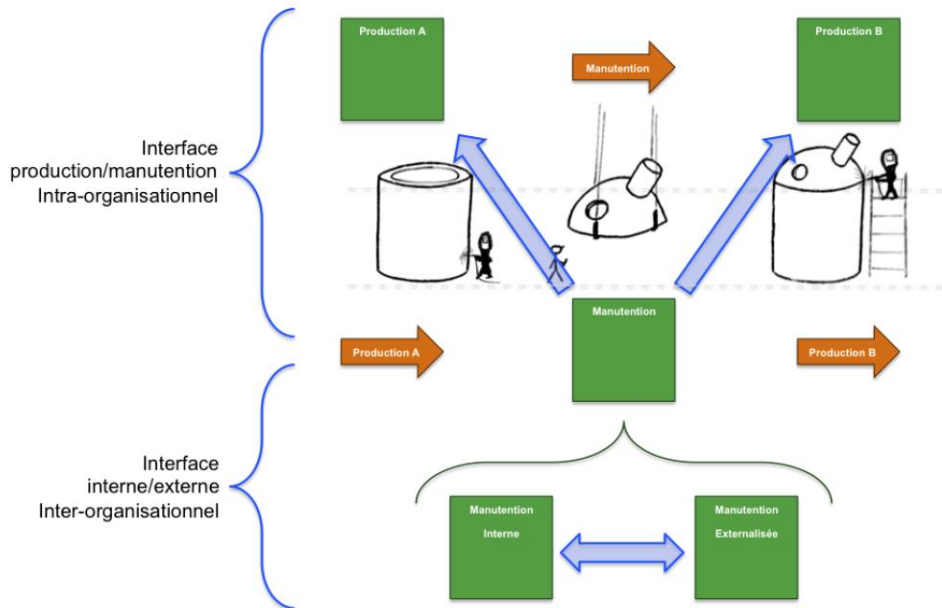 Production A
Production B
Manutention
Interface
production/manutention
Intra-organisationnel
Manutention
Production A
Production B
Interface
interne/externe
Inter-organisationnel
Manutention
Interne
Manutention
Externalisée